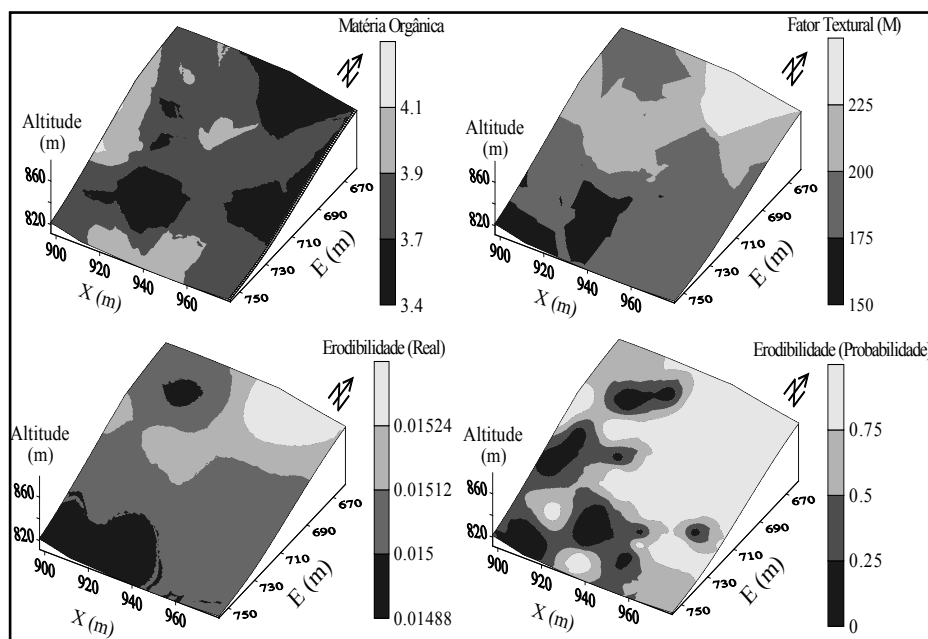 Matéria Orgânica
N
Altitude
(m)
860
820
900
920
940
960
X (m)
750
730
710
690
670
E (m)
4.1
3.9
3.7
3.4
Fator Textural (M)
N
Altitude
(m)
860
820
900
920
940
960
X (m)
750
730
710
690
670
E (m)
225
200
175
150
Erodibilidade (Real)
N
Altitude
(m)
860
820
900
920
940
960
X (m)
750
730
710
690
670
E (m)
0.01524
0.01512
0.015
0.01488
Erodibilidade (Probabilidade)
N
Altitude
(m)
860
820
900
920
940
960
X (m)
750
730
710
690
670
E (m)
0.75
0.5
0.25
0